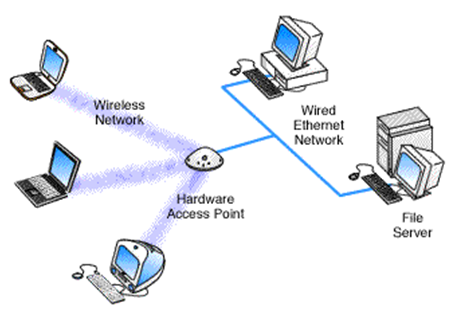 Wireless
Network
Wired
Ethernet
Network
Hardware
Access Point
File
Server